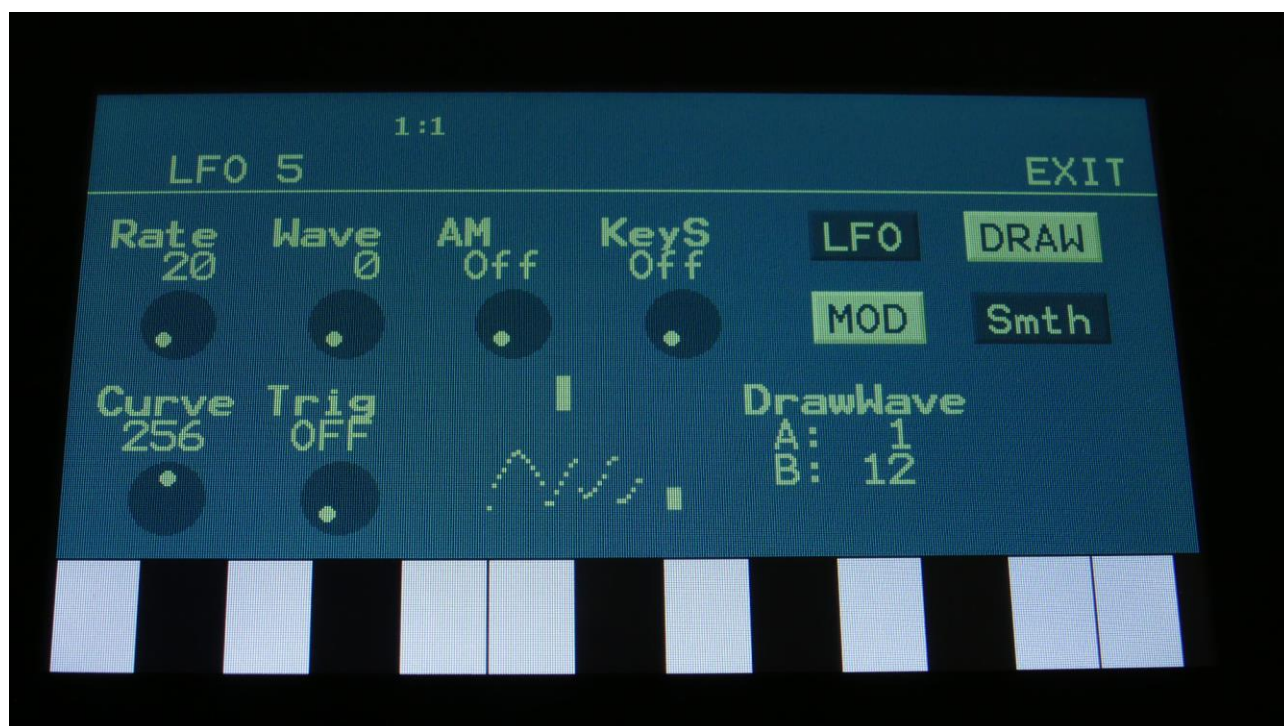 1:1
LFO 5 EXIT
Rate Wave AM KeyS LFO DRAW
20 0 Off Off
MOD Smth
Curve Trig DrawWave
256 OFF A: 1
B: 12